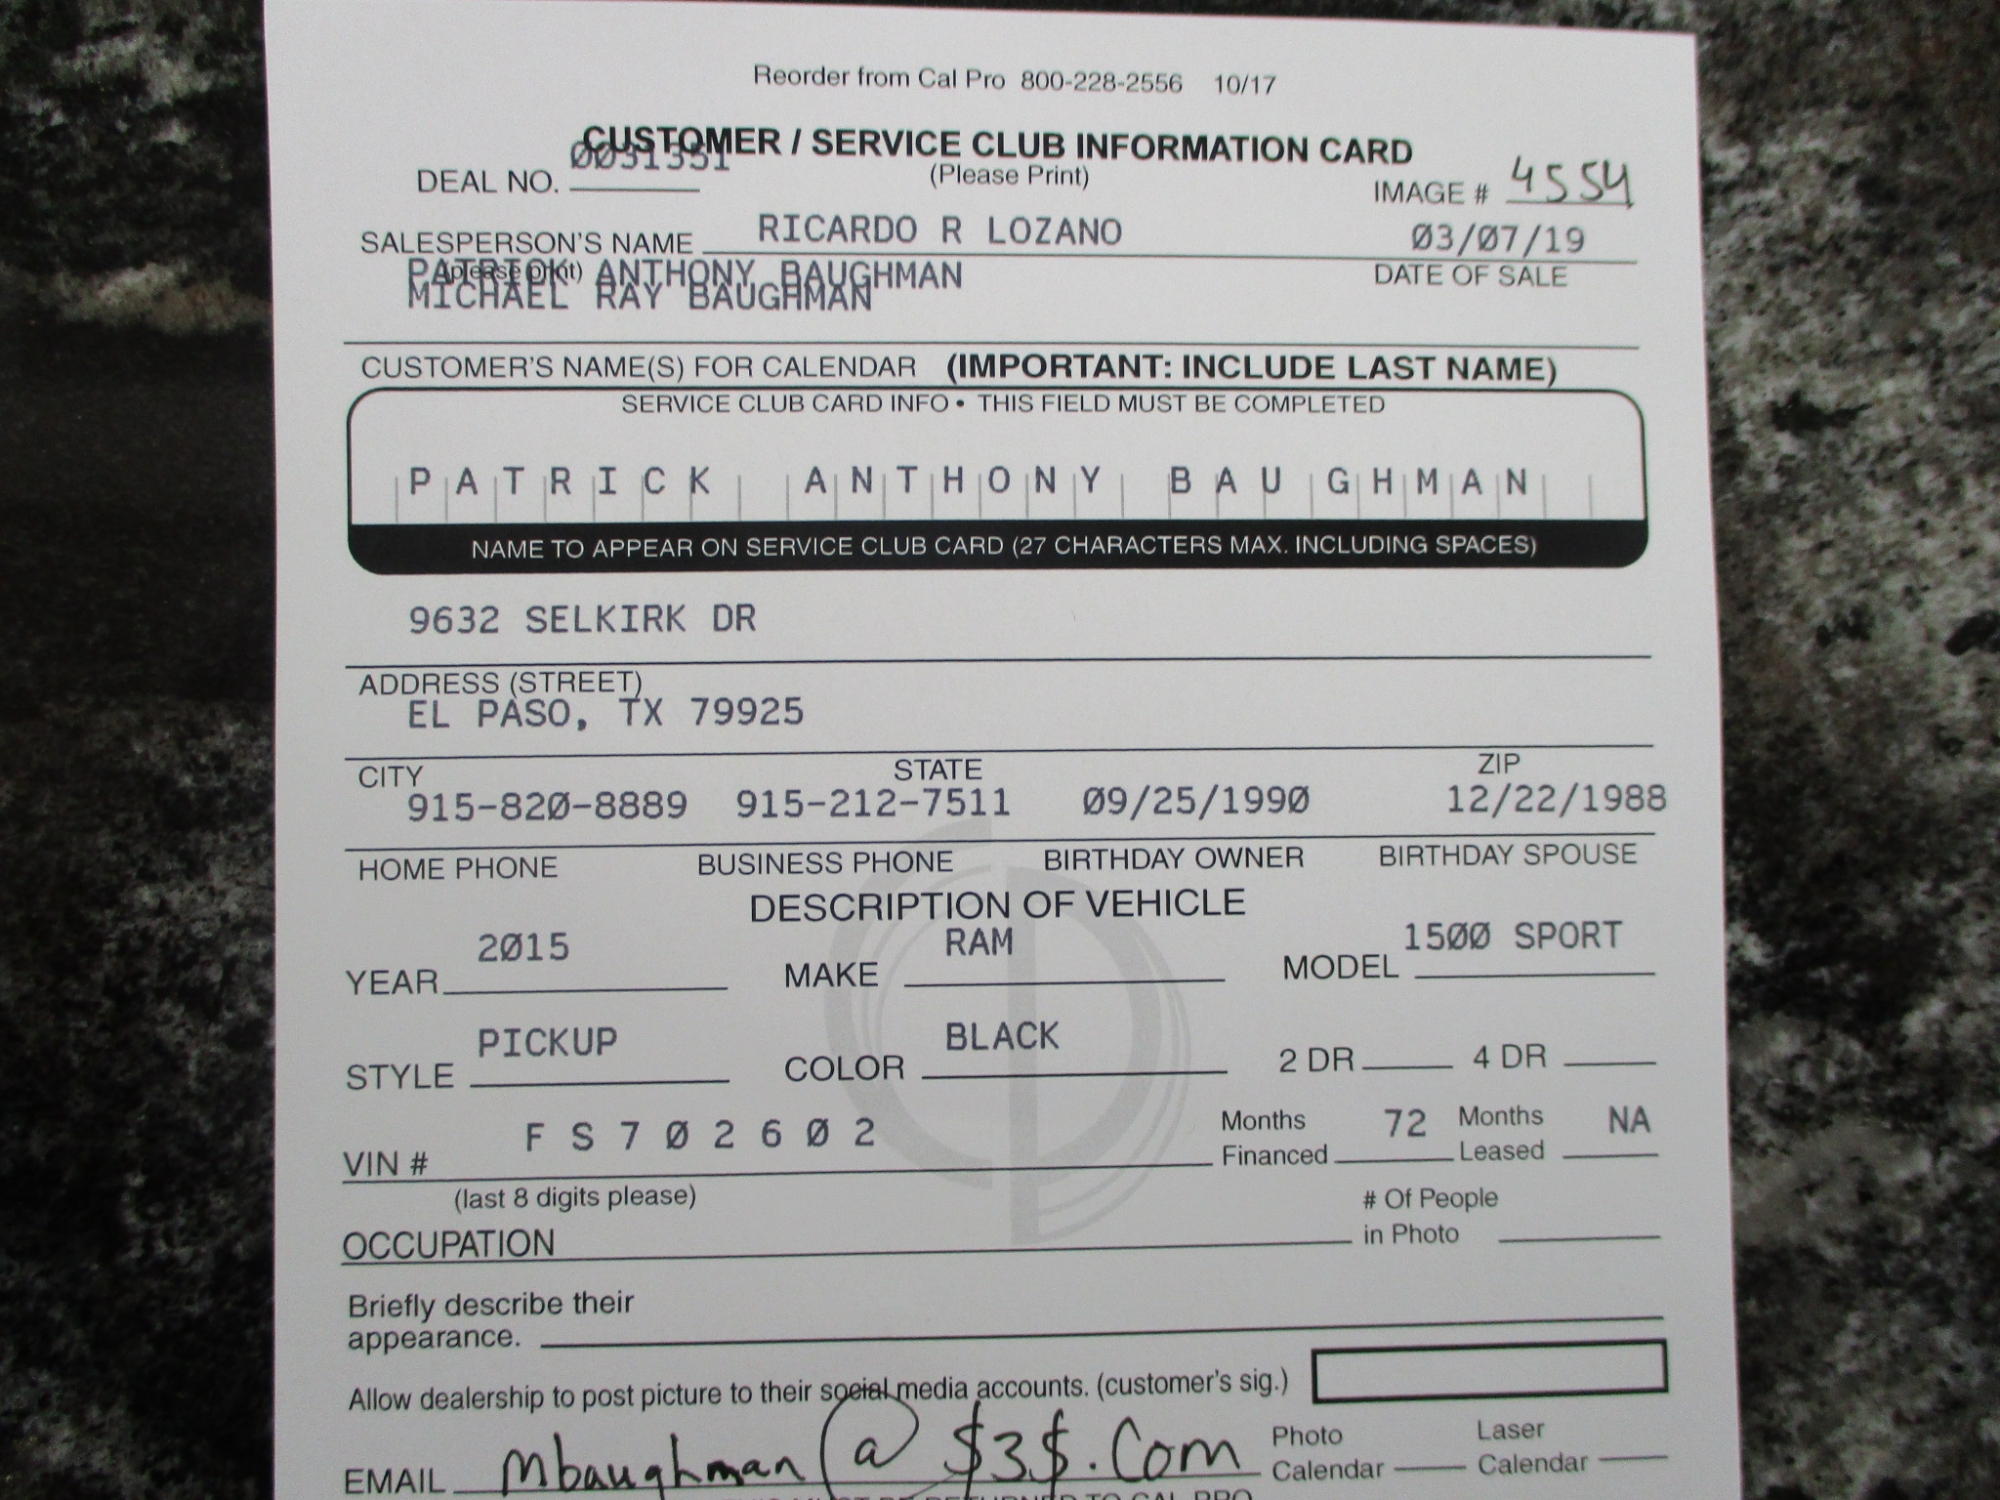 Reorder from Cal Pro 800-228-2556 10/17
CUSTOMER / SERVICE CLUB INFORMATION CARD
DEAL NO. 0031351 (Please Print) IMAGE # 4554
SALESPERSON'S NAME RICARDO R LOZANO 03/07/19
(please print) DATE OF SALE
PATRICK ANTHONY BAUGHMAN
MICHAEL RAY BAUGHMAN
CUSTOMER'S NAME(S) FOR CALENDAR (IMPORTANT: INCLUDE LAST NAME)
SERVICE CLUB CARD INFO • THIS FIELD MUST BE COMPLETED
PATRICK ANTHONY BAUGHMAN
NAME TO APPEAR ON SERVICE CLUB CARD (27 CHARACTERS MAX. INCLUDING SPACES)
9632 SELKIRK DR
ADDRESS (STREET)
EL PASO, TX 79925
CITY STATE ZIP
915-820-8889 915-212-7511 09/25/1990 12/22/1988
HOME PHONE BUSINESS PHONE BIRTHDAY OWNER BIRTHDAY SPOUSE
DESCRIPTION OF VEHICLE
YEAR 2015 MAKE RAM MODEL 1500 SPORT
STYLE PICKUP COLOR BLACK 2 DR 4 DR
VIN # F S 7 0 2 6 0 2 Months Financed 72 Months Leased NA
(last 8 digits please)
OCCUPATION # Of People in Photo
Briefly describe their
appearance.
Allow dealership to post picture to their social media accounts. (customer's sig.)
EMAIL mbaughman@$3$.Com Photo Calendar Laser Calendar